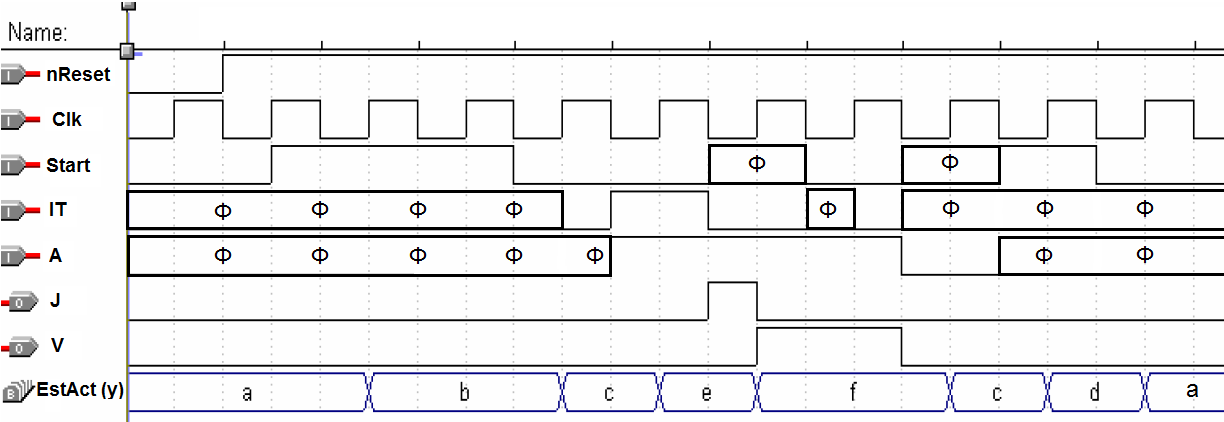 Name:
I nReset
I Clk
I Start Φ Φ
I IT Φ Φ Φ Φ Φ Φ Φ Φ
I A Φ Φ Φ Φ Φ Φ Φ
O J
O V
B EstAct (y) a b c e f c d a